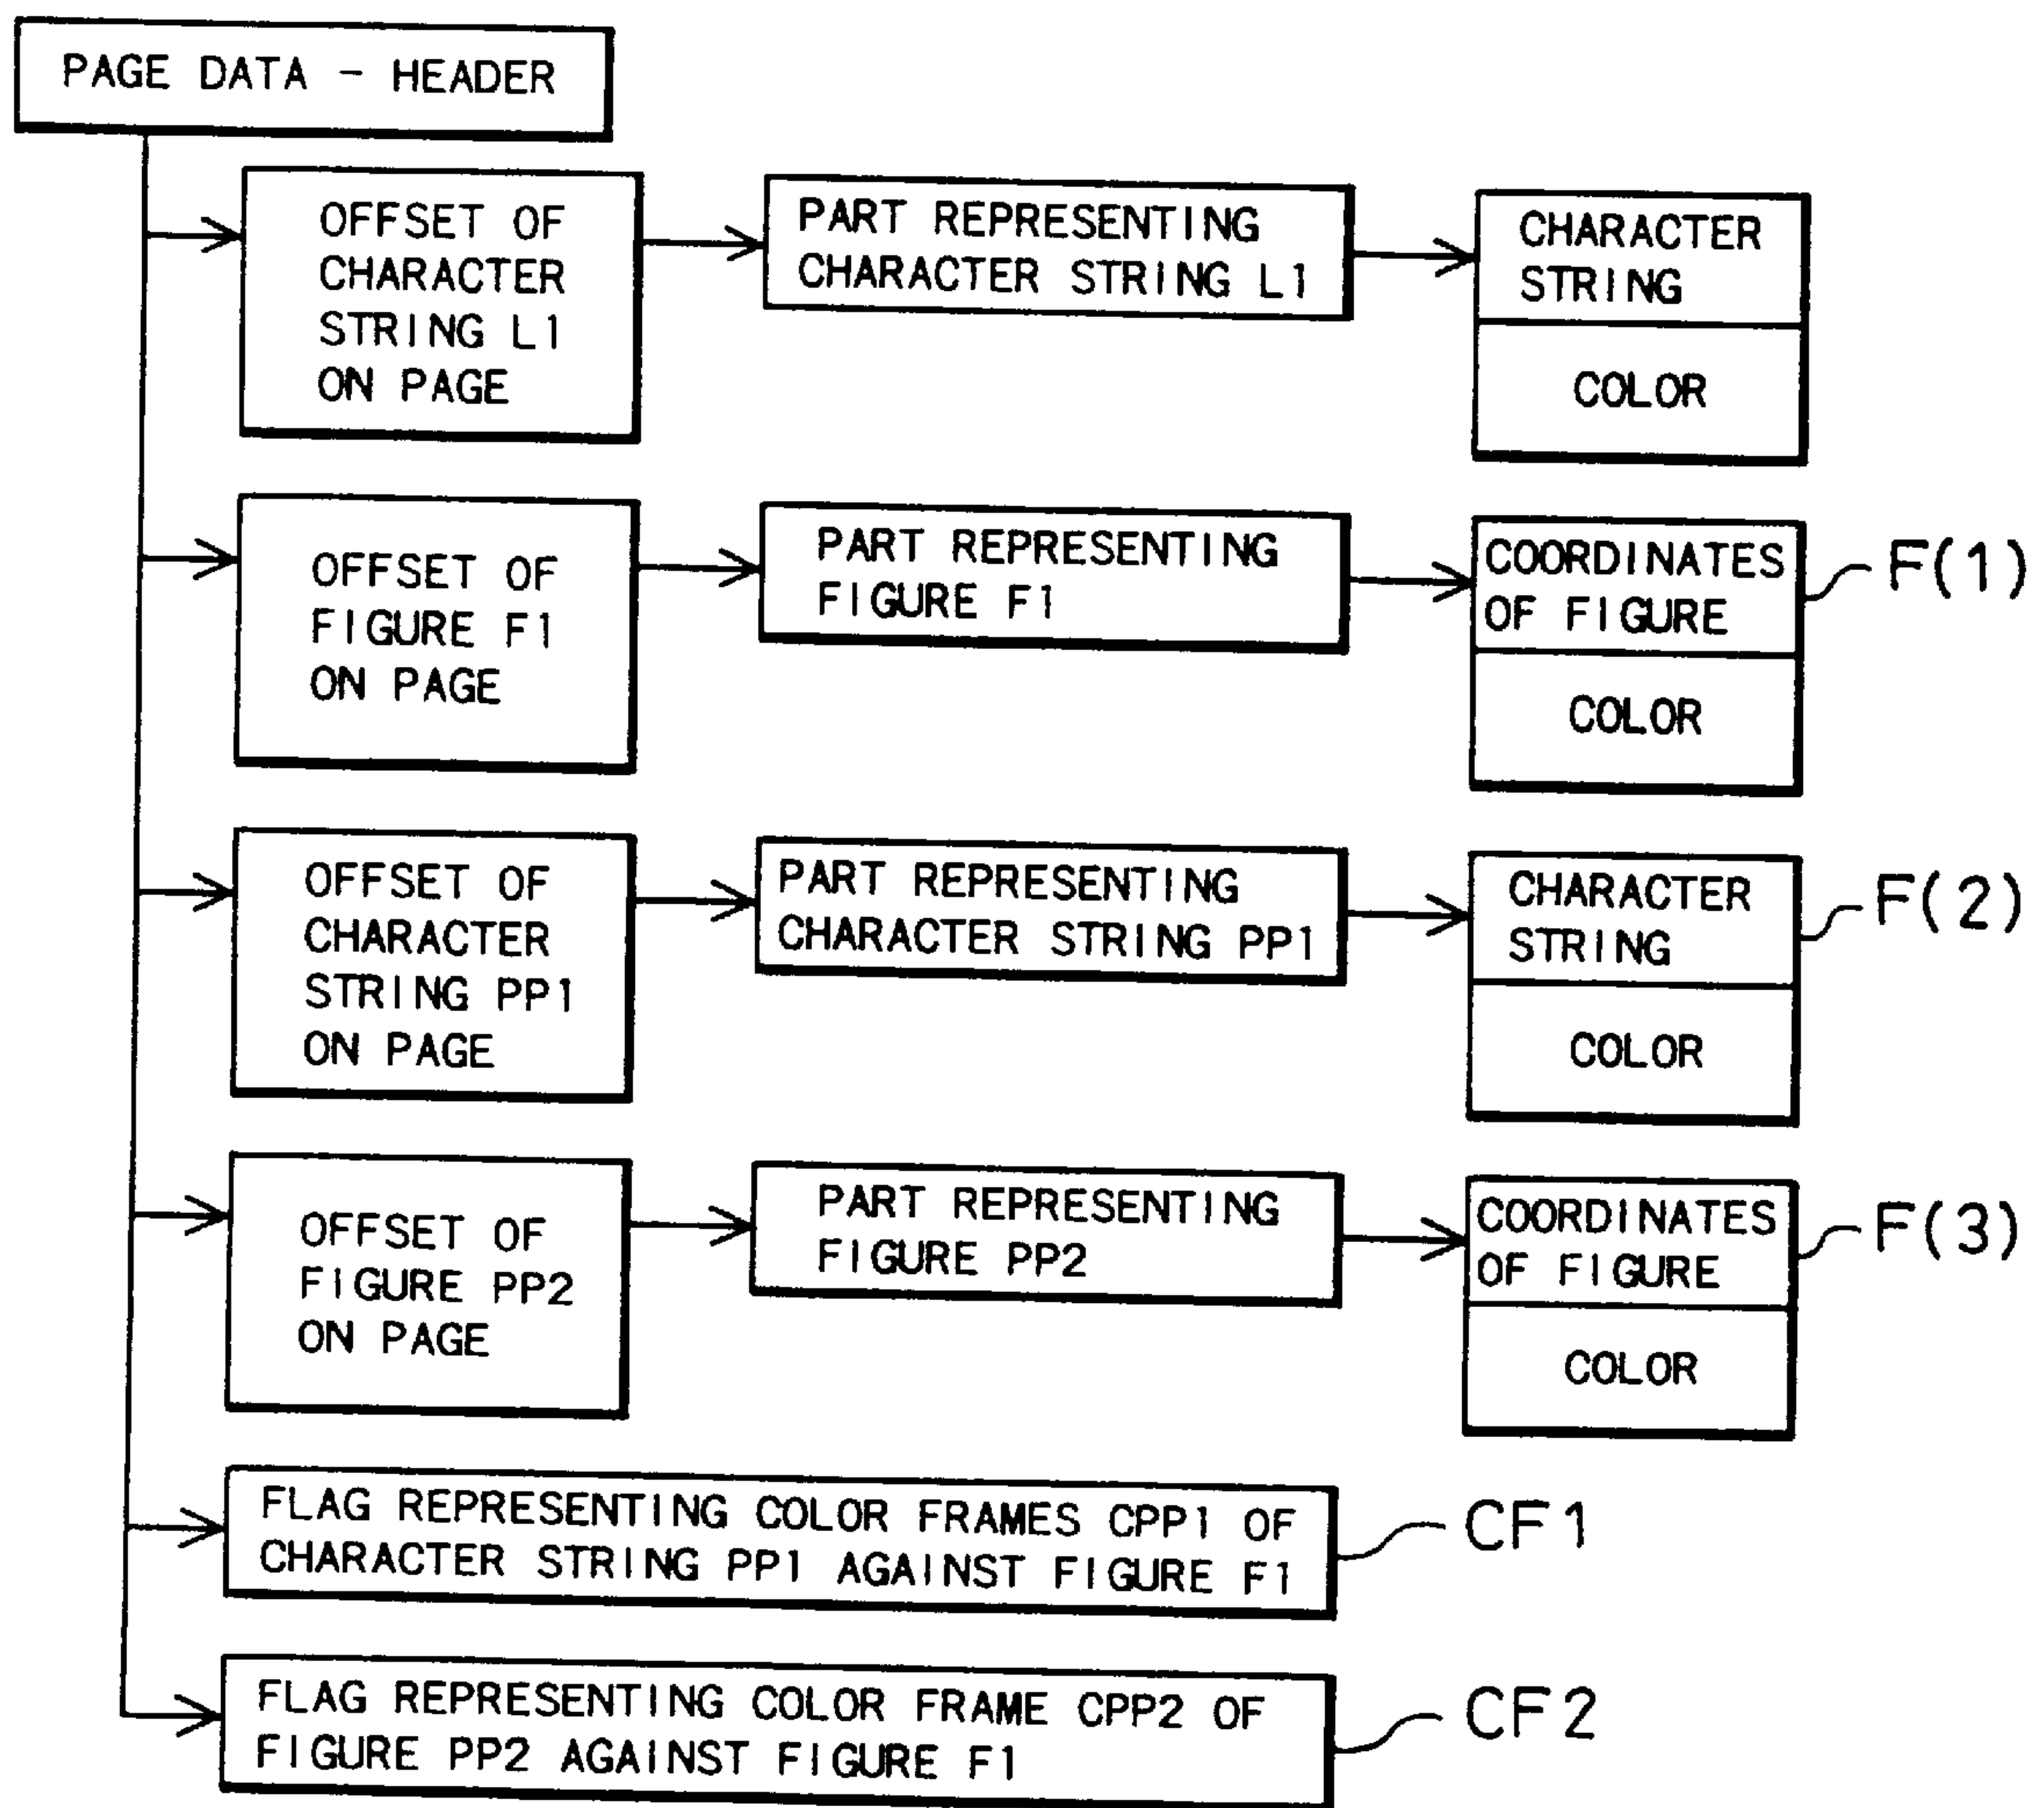 PAGE DATA - HEADER
OFFSET OF
CHARACTER
STRING L1
ON PAGE
PART REPRESENTING
CHARACTER STRING L1
CHARACTER
STRING
COLOR
OFFSET OF
FIGURE F1
ON PAGE
PART REPRESENTING
FIGURE F1
COORDINATES
OF FIGURE
COLOR
F(1)
OFFSET OF
CHARACTER
STRING PP1
ON PAGE
PART REPRESENTING
CHARACTER STRING PP1
CHARACTER
STRING
COLOR
F(2)
OFFSET OF
FIGURE PP2
ON PAGE
PART REPRESENTING
FIGURE PP2
COORDINATES
OF FIGURE
COLOR
F(3)
FLAG REPRESENTING COLOR FRAMES CPP1 OF
CHARACTER STRING PP1 AGAINST FIGURE F1
CF1
FLAG REPRESENTING COLOR FRAME CPP2 OF
FIGURE PP2 AGAINST FIGURE F1
CF2